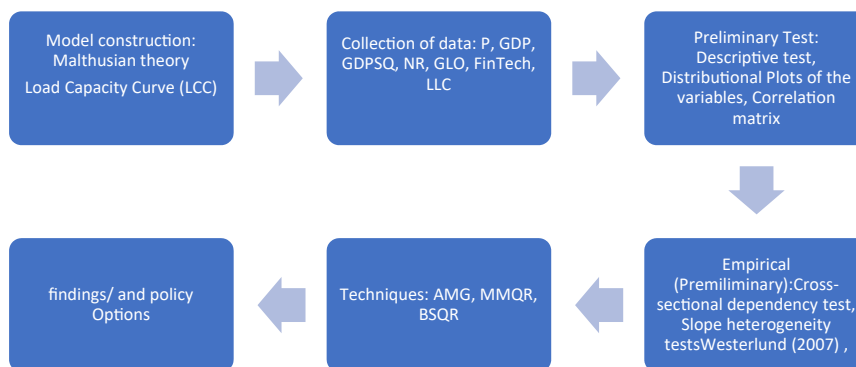 Model construction:
Malthusian theory
Load Capacity Curve (LCC)
Collection of data: P, GDP,
GDPSQ, NR, GLO, FinTech,
LLC
Preliminary Test:
Descriptive test,
Distributional Plots of the
variables, Correlation
matrix
Empirical
(Premiliminary):Cross-
sectional dependency test,
Slope heterogeneity
testsWesterlund (2007) ,
Techniques: AMG, MMQR,
BSQR
findings/ and policy
Options